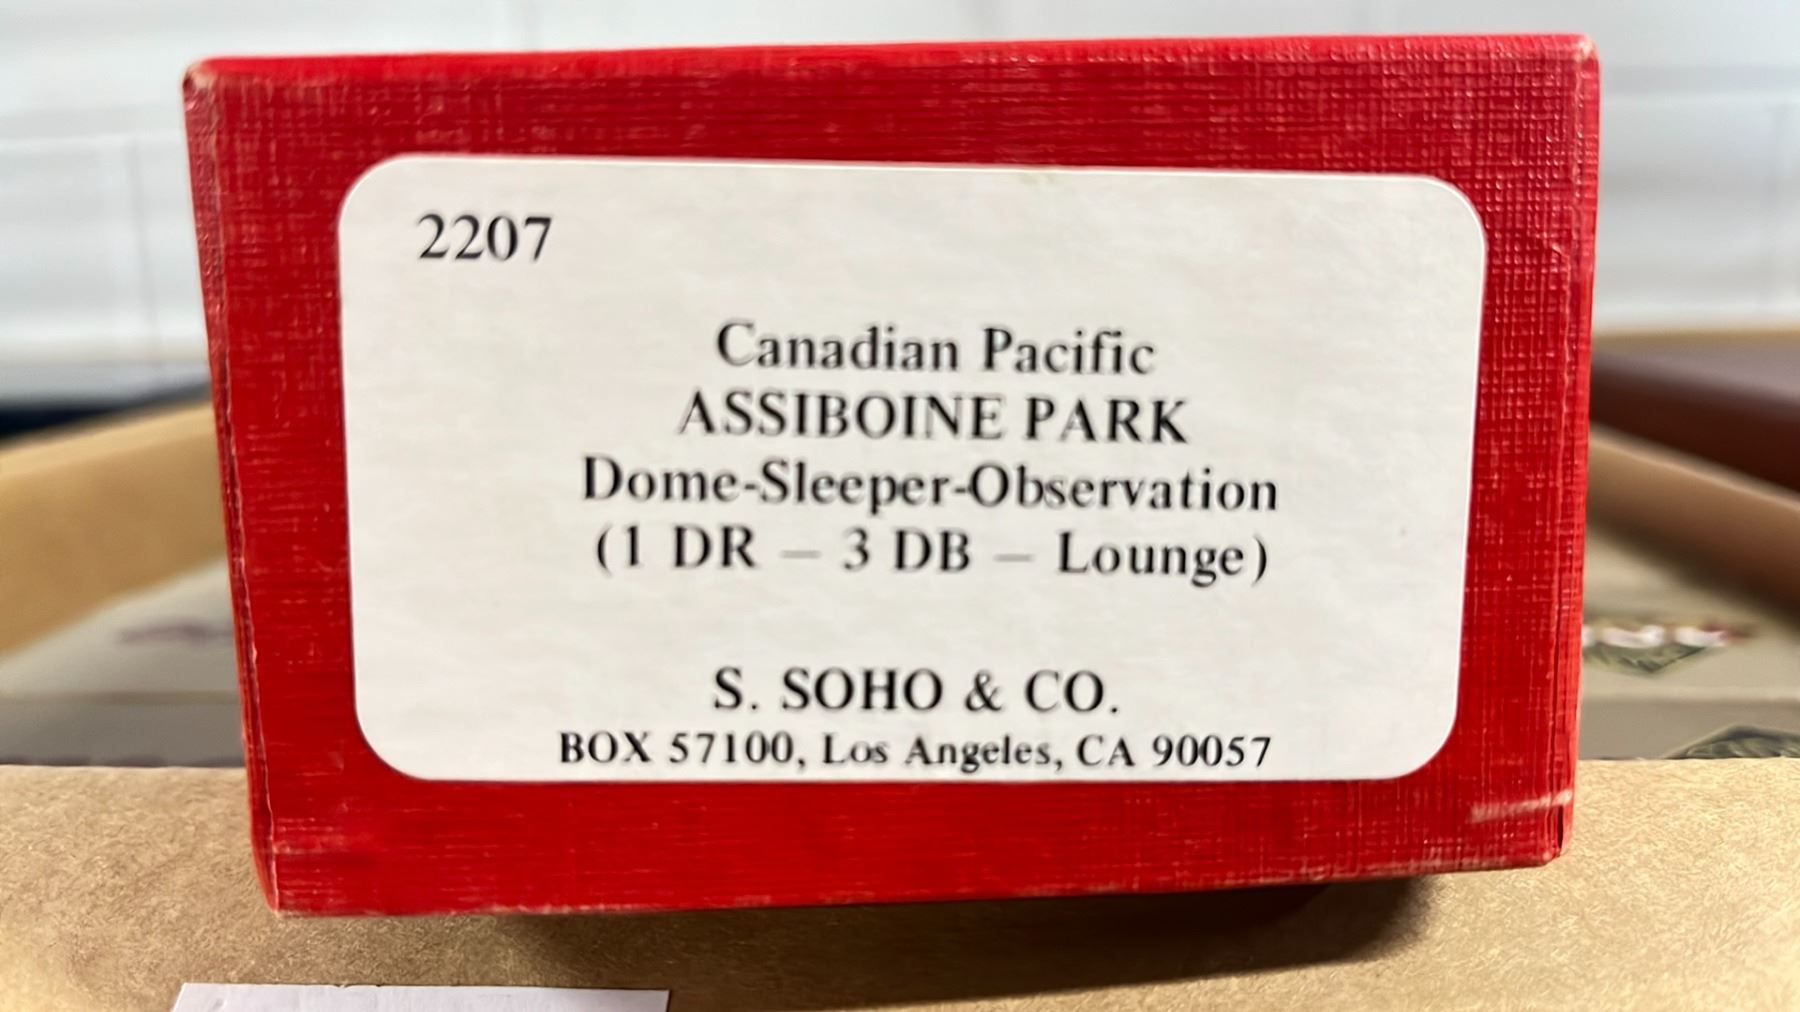 2207
Canadian Pacific
ASSIBOINE PARK
Dome-Sleeper-Observation
(1 DR — 3 DB — Lounge)
S. SOHO & CO.
BOX 57100, Los Angeles, CA 90057